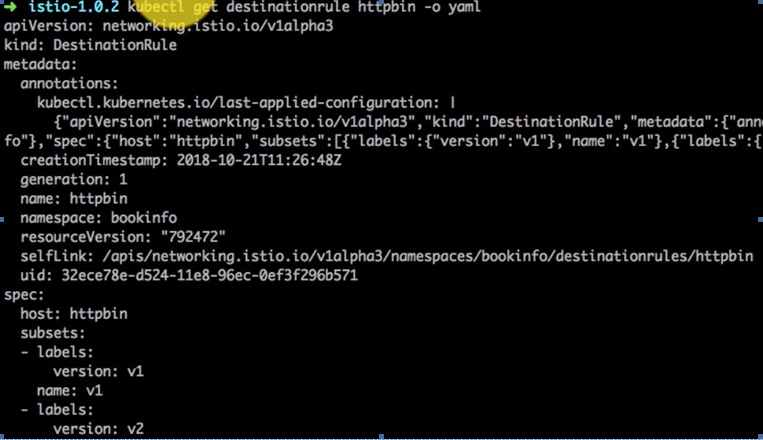 ➜ istio-1.0.2 kubectl get destinationrule httpbin -o yaml
apiVersion: networking.istio.io/v1alpha3
kind: DestinationRule
metadata:
  annotations:
    kubectl.kubernetes.io/last-applied-configuration: |
      {"apiVersion":"networking.istio.io/v1alpha3","kind":"DestinationRule","metadata":{"anno
fo"},"spec":{"host":"httpbin","subsets":[{"labels":{"version":"v1"},"name":"v1"},{"labels":{
  creationTimestamp: 2018-10-21T11:26:48Z
  generation: 1
  name: httpbin
  namespace: bookinfo
  resourceVersion: "792472"
  selfLink: /apis/networking.istio.io/v1alpha3/namespaces/bookinfo/destinationrules/httpbin
  uid: 32ece78e-d524-11e8-96ec-0ef3f296b571
spec:
  host: httpbin
  subsets:
  - labels:
      version: v1
    name: v1
  - labels:
      version: v2